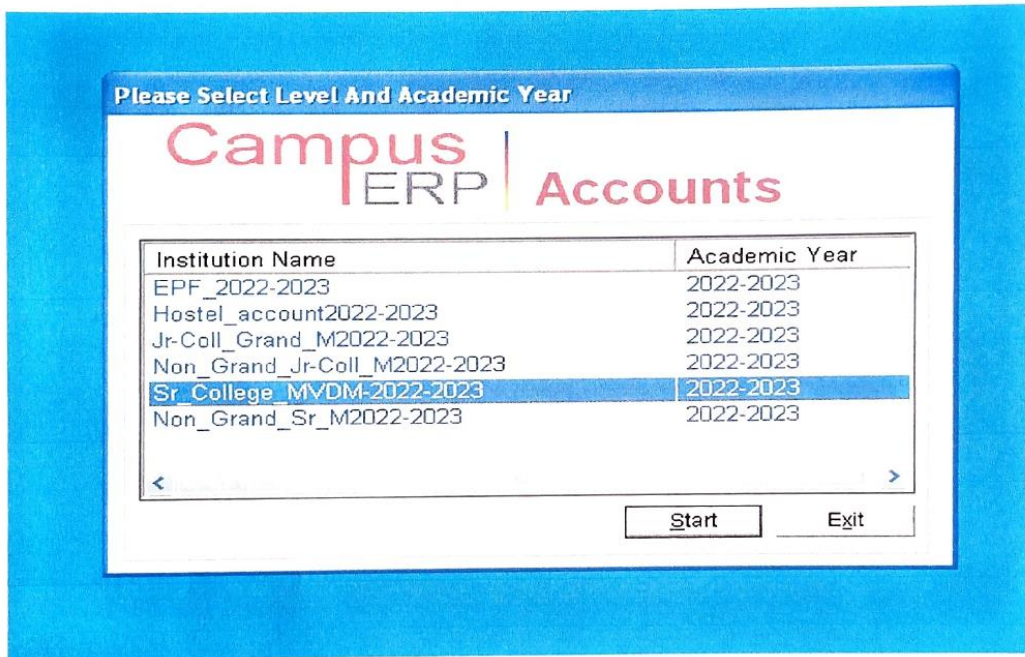 Please Select Level And Academic Year
Campus
ERP
Accounts
Institution Name Academic Year
EPF_2022-2023 2022-2023
Hostel_account2022-2023 2022-2023
Jr-Coll_Grand_M2022-2023 2022-2023
Non_Grand_Jr-Coll_M2022-2023 2022-2023
Sr_College_MVDM-2022-2023 2022-2023
Non_Grand_Sr_M2022-2023 2022-2023
< >
Start Exit